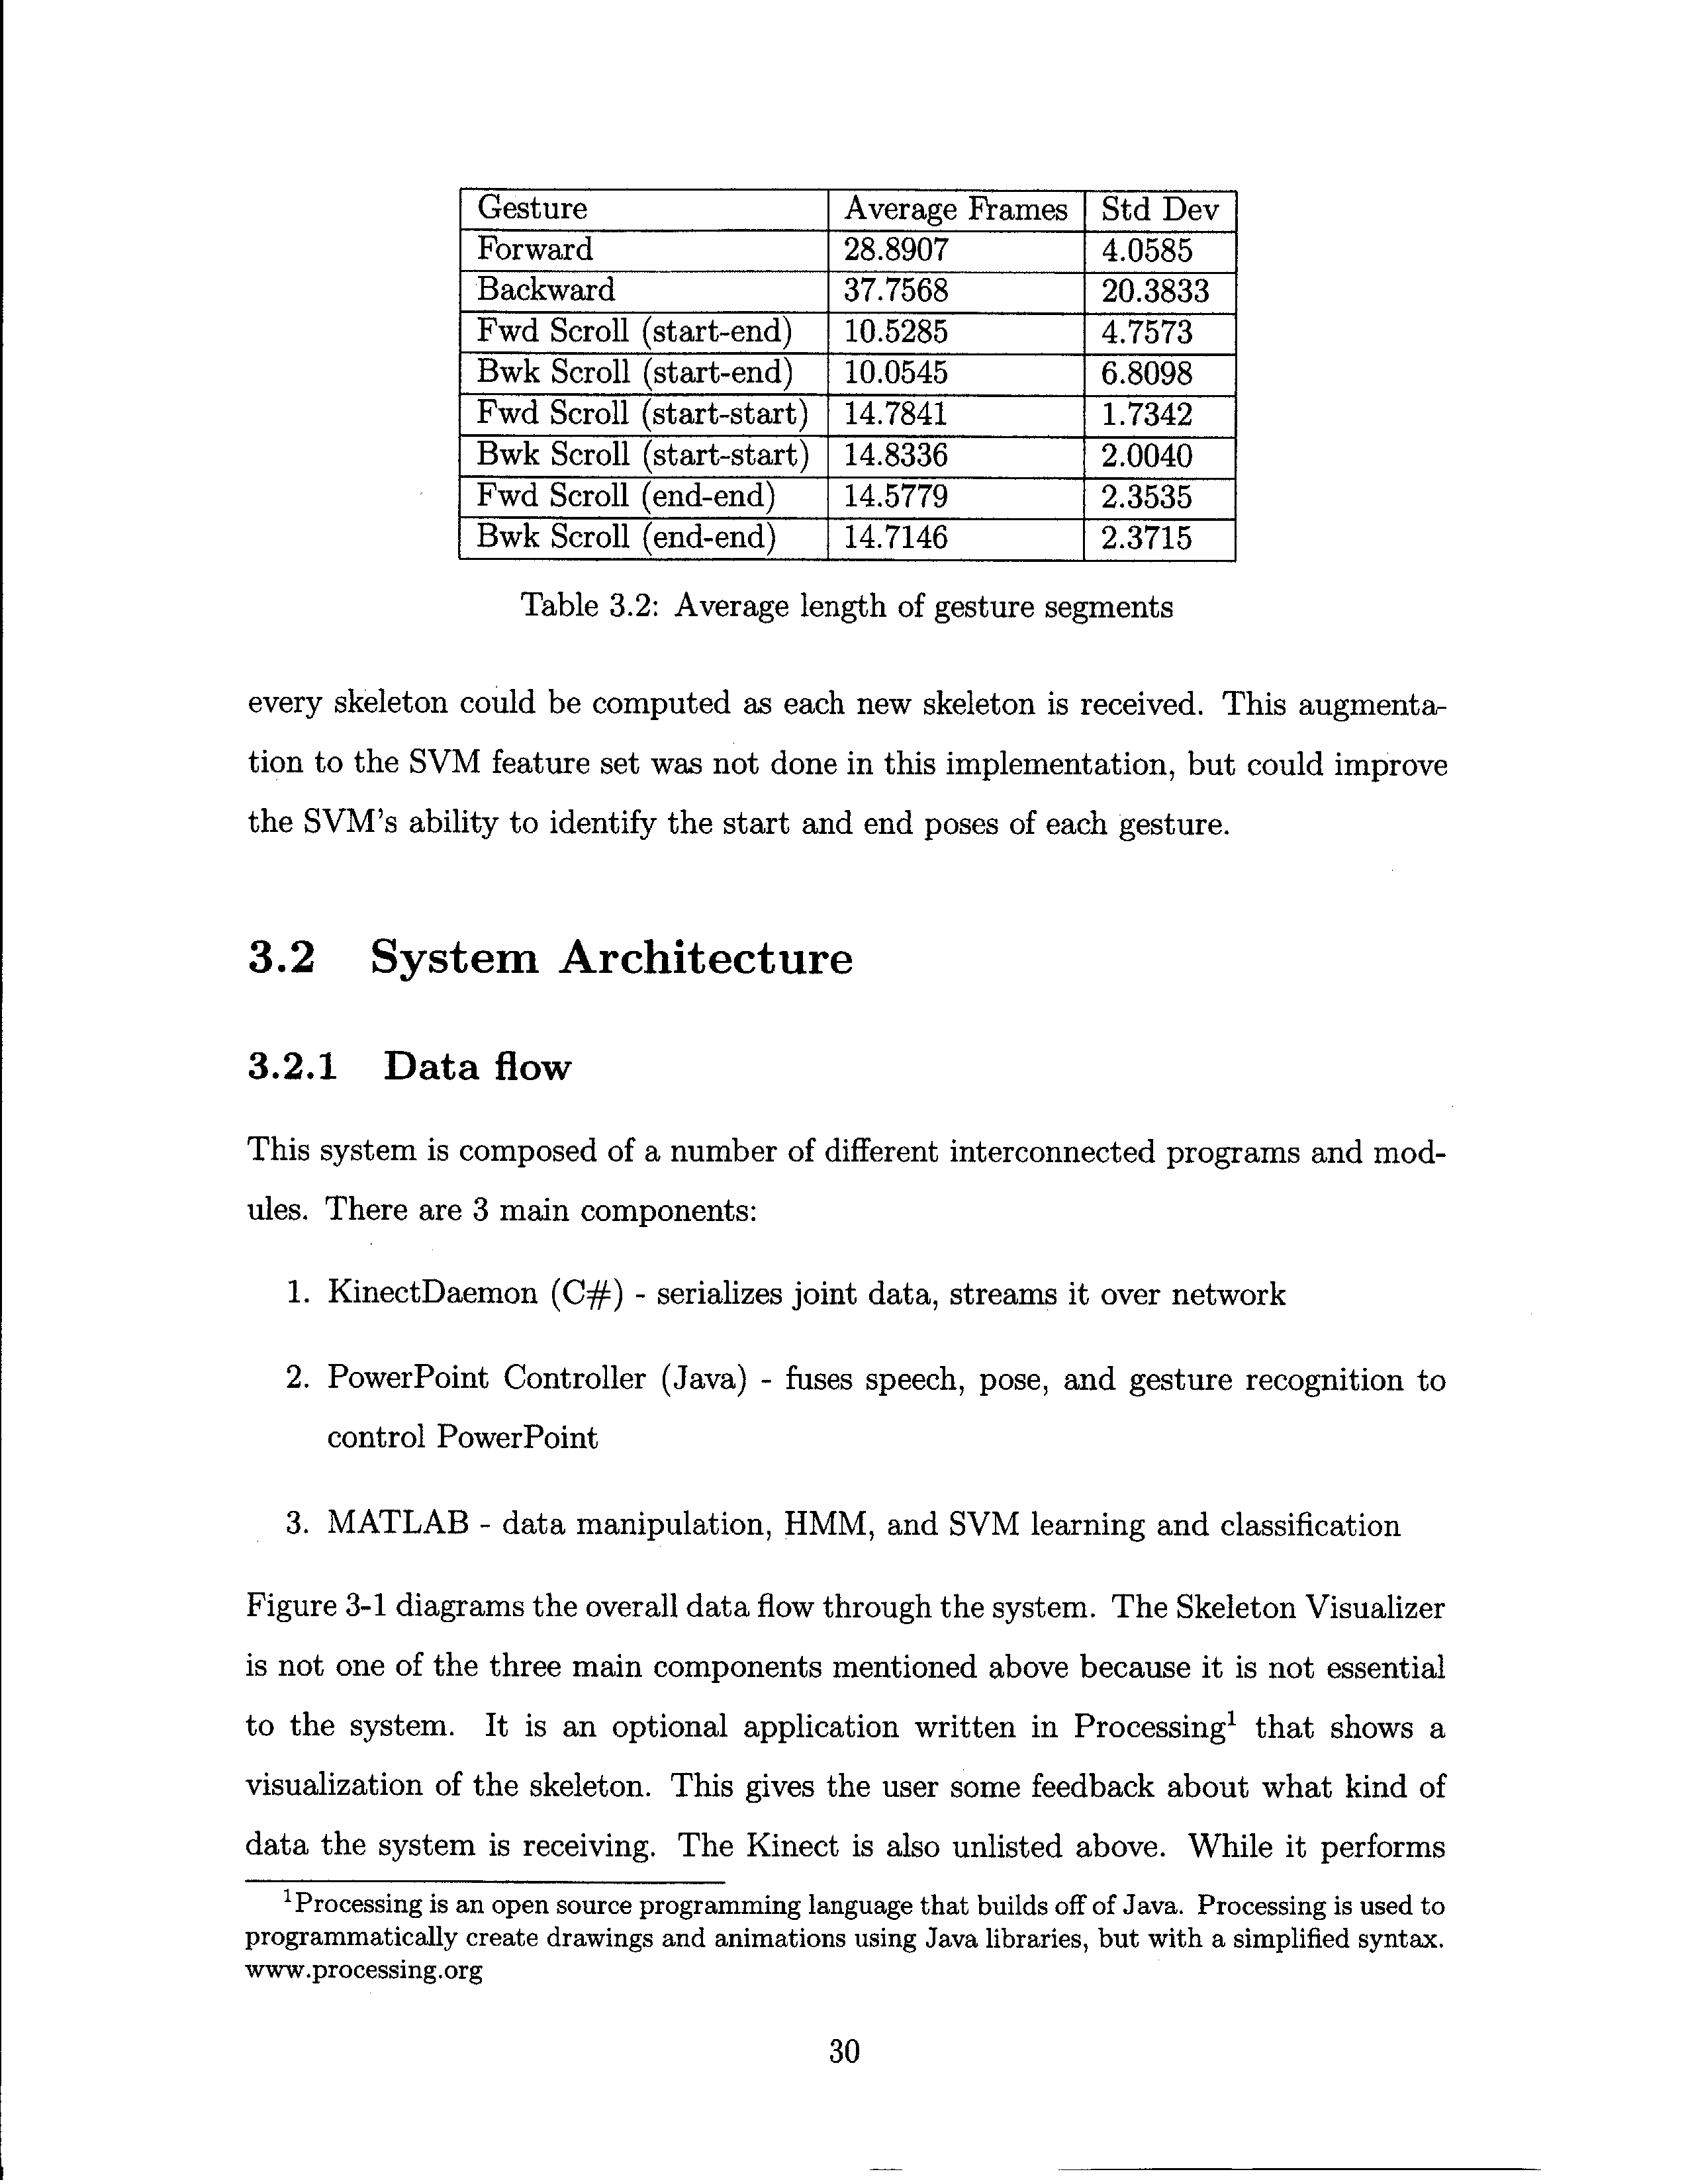 Gesture Average Frames Std Dev
Forward 28.8907 4.0585
Backward 37.7568 20.3833
Fwd Scroll (start-end) 10.5285 4.7573
Bwk Scroll (start-end) 10.0545 6.8098
Fwd Scroll (start-start) 14.7841 1.7342
Bwk Scroll (start-start) 14.8336 2.0040
Fwd Scroll (end-end) 14.5779 2.3535
Bwk Scroll (end-end) 14.7146 2.3715
Table 3.2: Average length of gesture segments
every skeleton could be computed as each new skeleton is received. This augmenta-
tion to the SVM feature set was not done in this implementation, but could improve
the SVM's ability to identify the start and end poses of each gesture.
3.2 System Architecture
3.2.1 Data flow
This system is composed of a number of different interconnected programs and mod-
ules. There are 3 main components:
1. KinectDaemon (C#) - serializes joint data, streams it over network
2. PowerPoint Controller (Java) - fuses speech, pose, and gesture recognition to
control PowerPoint
3. MATLAB - data manipulation, HMM, and SVM learning and classification
Figure 3-1 diagrams the overall data flow through the system. The Skeleton Visualizer
is not one of the three main components mentioned above because it is not essential
to the system. It is an optional application written in Processing¹ that shows a
visualization of the skeleton. This gives the user some feedback about what kind of
data the system is receiving. The Kinect is also unlisted above. While it performs
¹Processing is an open source programming language that builds off of Java. Processing is used to
programmatically create drawings and animations using Java libraries, but with a simplified syntax.
www.processing.org
30